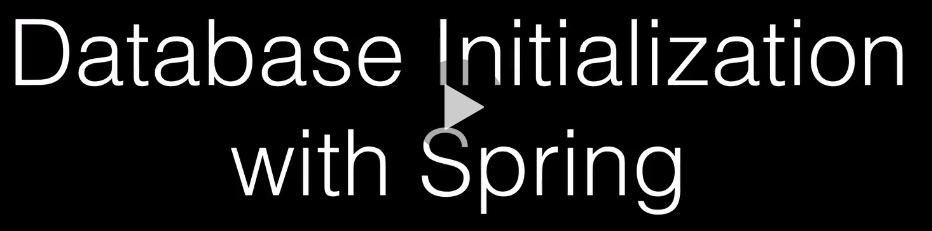 Database Initialization
with Spring